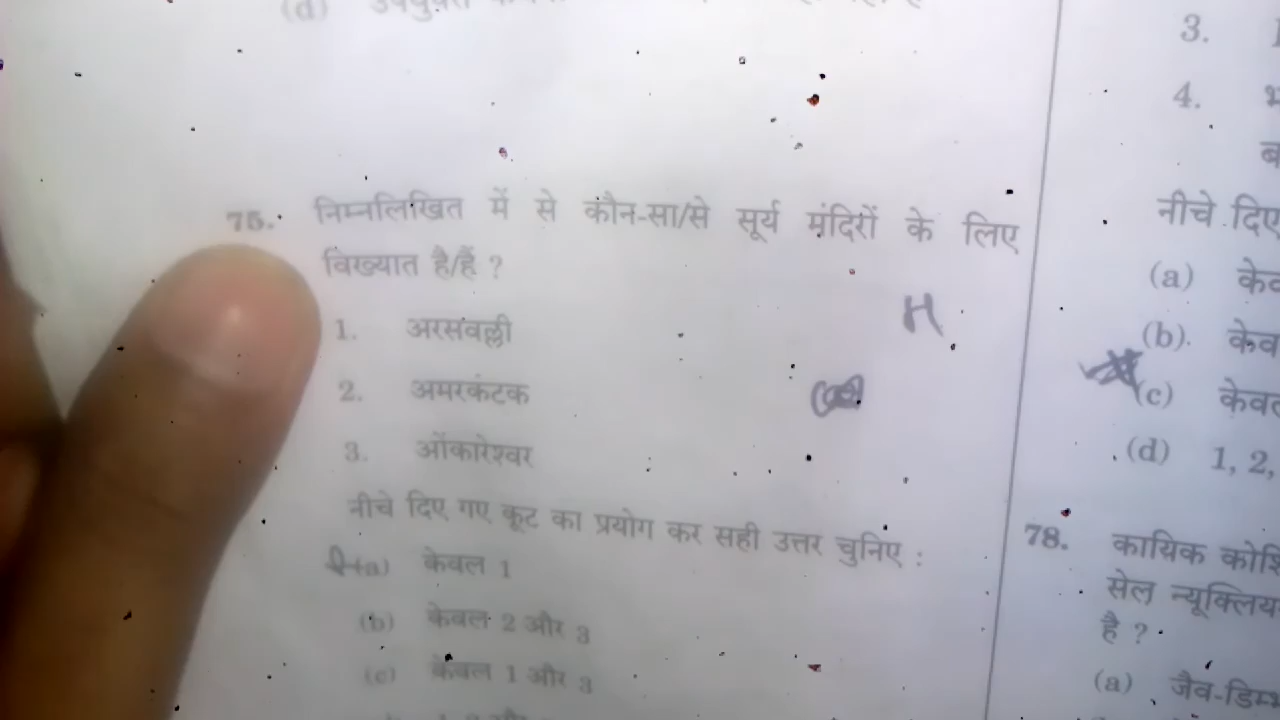 (d)
75. निम्नलिखित में से कौन-सा/से सूर्य मंदिरों के लिए
विख्यात है/हैं ?
1. अरसवल्ली
2. अमरकंटक
3. ओंकारेश्वर
नीचे दिए गए कूट का प्रयोग कर सही उत्तर चुनिए :
(a) केवल 1
(b) केवल 2 और 3
(c) केवल 1 और 3
3.
4.
नीचे दिए
(a)
(b).
(c)
(d) 1, 2,
78. कायिक
सेल
है ?
(a)